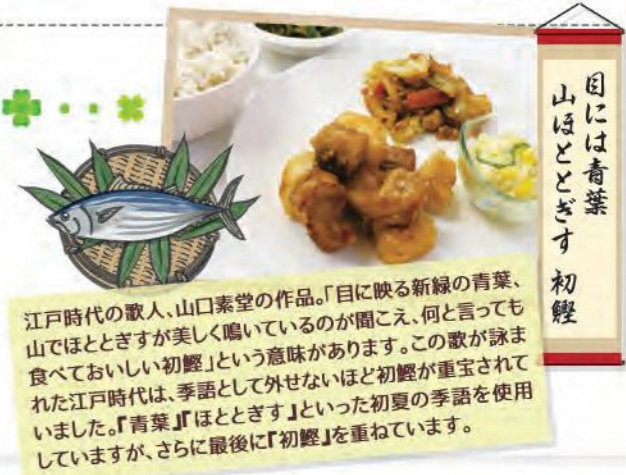 目には青葉
山ほととぎす 初鰹
江戸時代の歌人、山口素堂の作品。「目に映る新緑の青葉、
山でほととぎすが美しく鳴いているのが聞こえ、何と言っても
食べておいしい初鰹」という意味があります。この歌が詠ま
れた江戸時代は、季語として外せないほど初鰹が重宝されて
いました。『青葉』『ほととぎす』といった初夏の季語を使用
していますが、さらに最後に『初鰹』を重ねています。